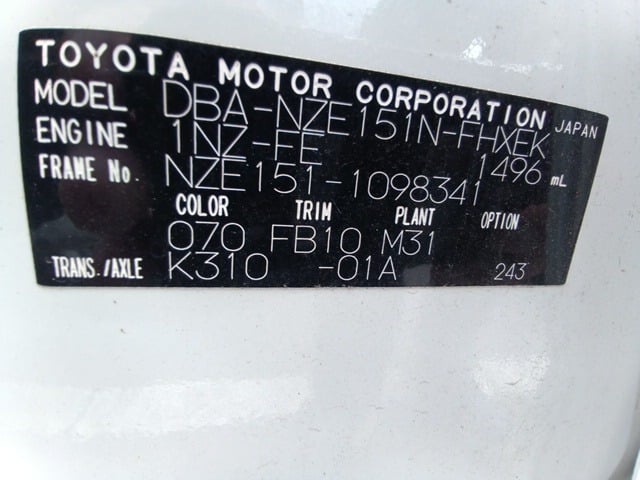 TOYOTA MOTOR CORPORATION JAPAN
MODEL DBA-NZE151N-FHXEK
ENGINE 1NZ-FE 1496 mL
FRAME No. NZE151-1098341
COLOR TRIM PLANT OPTION
070 FB10 M31
TRANS./AXLE K310 -01A 243